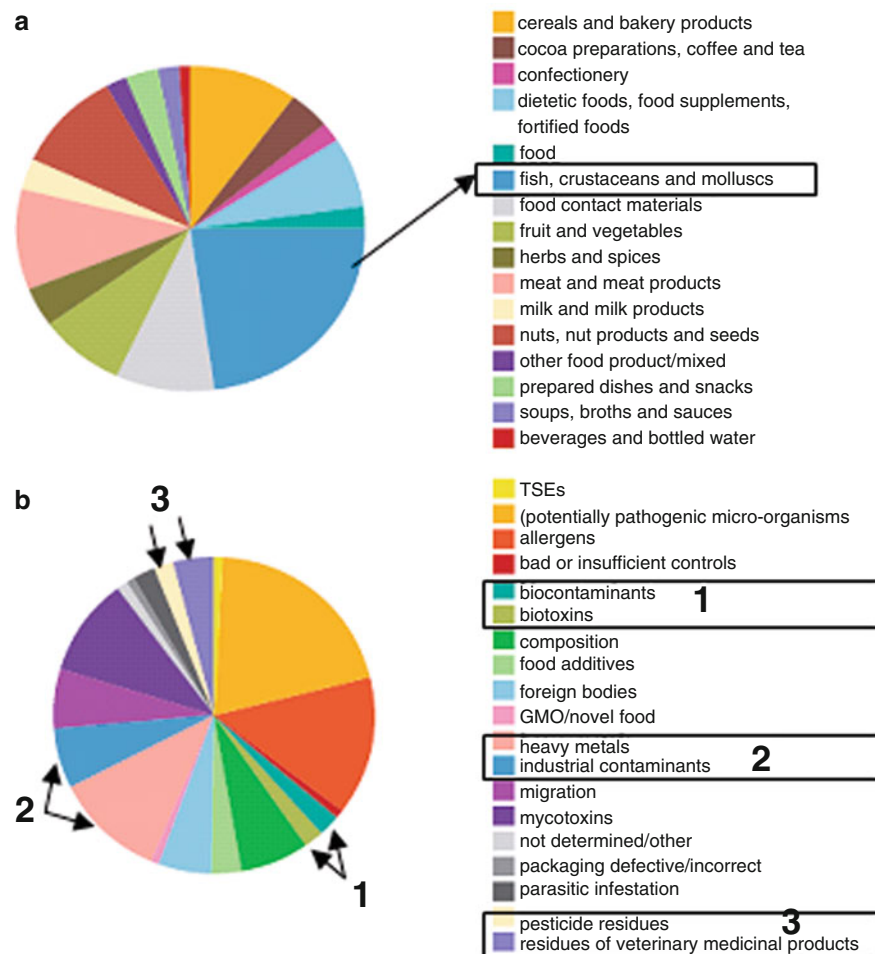 a
cereals and bakery products
cocoa preparations, coffee and tea
confectionery
dietetic foods, food supplements,
fortified foods
food
fish, crustaceans and molluscs
food contact materials
fruit and vegetables
herbs and spices
meat and meat products
milk and milk products
nuts, nut products and seeds
other food product/mixed
prepared dishes and snacks
soups, broths and sauces
beverages and bottled water
b
3
2
1
TSEs
(potentially pathogenic micro-organisms
allergens
bad or insufficient controls
biocontaminants 1
biotoxins
composition
food additives
foreign bodies
GMO/novel food
heavy metals
industrial contaminants 2
migration
mycotoxins
not determined/other
packaging defective/incorrect
parasitic infestation
pesticide residues 3
residues of veterinary medicinal products